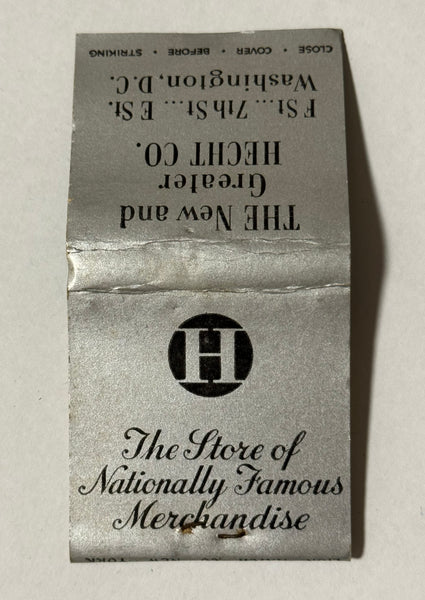 THE New and
Greater
HECHT CO.
F St... 7th St... E St.
Washington, D.C.
CLOSE • COVER • BEFORE • STRIKING
H
The Store of
Nationally Famous
Merchandise
YORK